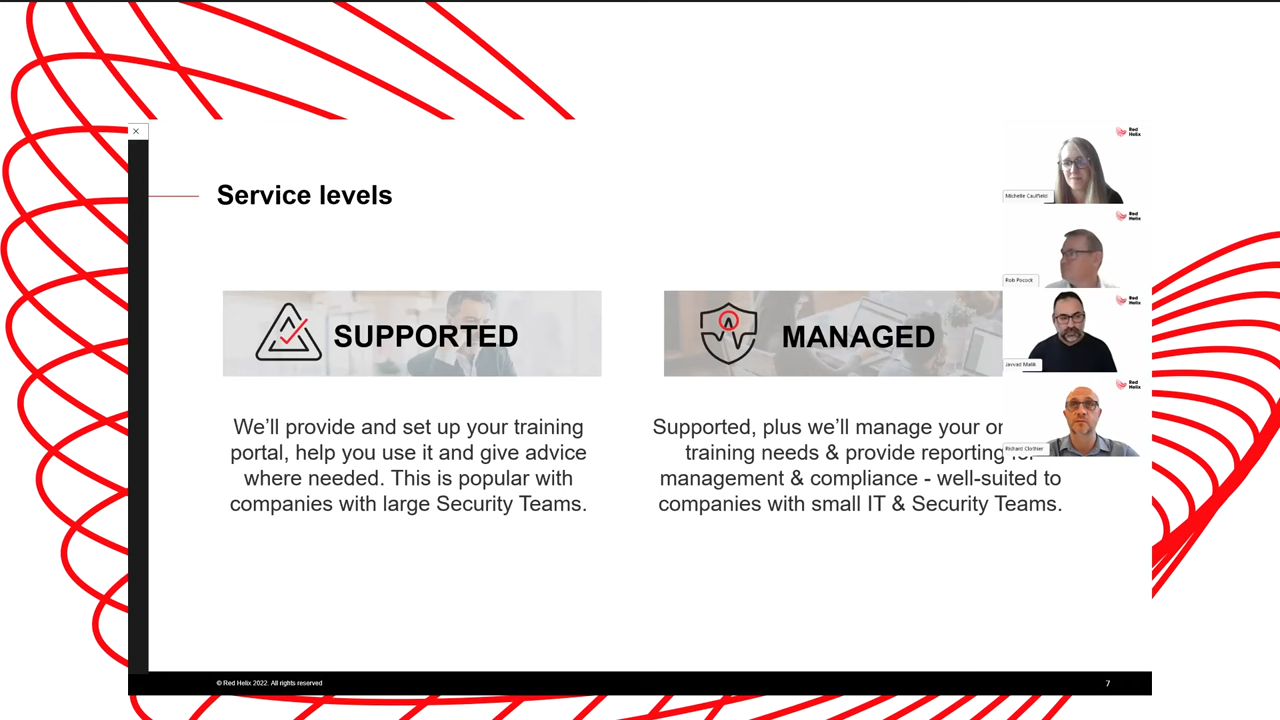 Service levels
SUPPORTED
We’ll provide and set up your training
portal, help you use it and give advice
where needed. This is popular with
companies with large Security Teams.
MANAGED
Supported, plus we’ll manage your
training needs & provide reporting for
management & compliance - well-suited to
companies with small IT & Security Teams.
Red
Helix
Michelle Caulfield
Red
Helix
Rob Pocock
Red
Helix
Javvad Malik
Red
Helix
Richard Clothier
© Red Helix 2022. All rights reserved
7